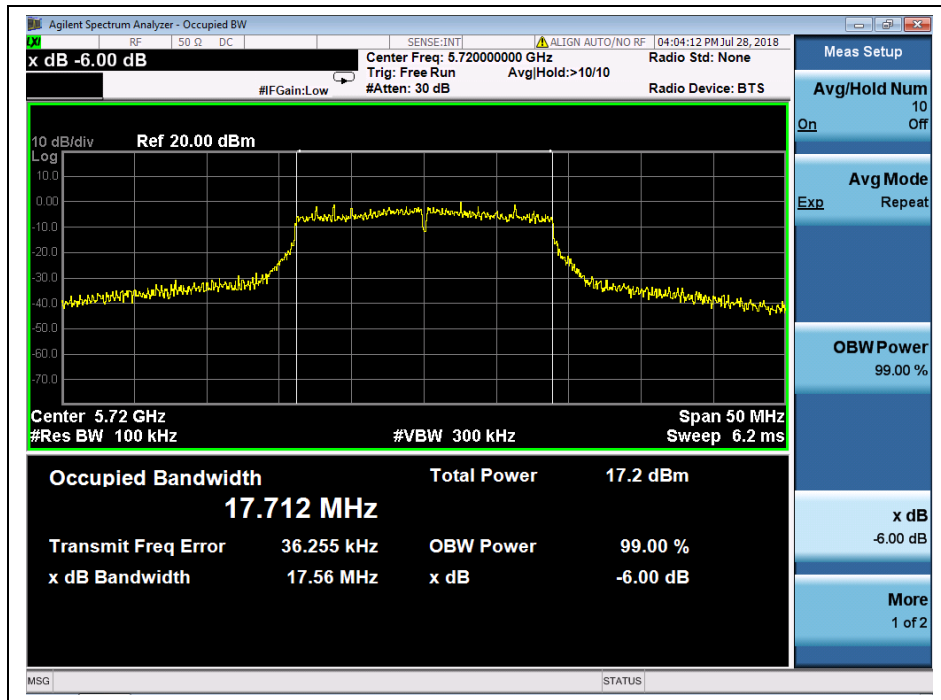 Agilent Spectrum Analyzer - Occupied BW
LXI RF 50 Ω DC SENSE:INT ALIGN AUTO/NO RF 04:04:12 PM Jul 28, 2018
x dB -6.00 dB
Center Freq: 5.720000000 GHz Radio Std: None
Trig: Free Run Avg|Hold:>10/10
#IFGain:Low #Atten: 30 dB Radio Device: BTS
10 dB/div Ref 20.00 dBm
Log
10.0
0.00
-10.0
-20.0
-30.0
-40.0
-50.0
-60.0
-70.0
Center 5.72 GHz Span 50 MHz
#Res BW 100 kHz #VBW 300 kHz Sweep 6.2 ms
Occupied Bandwidth Total Power 17.2 dBm
17.712 MHz
Transmit Freq Error 36.255 kHz OBW Power 99.00 %
x dB Bandwidth 17.56 MHz x dB -6.00 dB
MSG STATUS
Meas Setup
Avg/Hold Num
10
On Off
Avg Mode
Exp Repeat
OBW Power
99.00 %
x dB
-6.00 dB
More
1 of 2